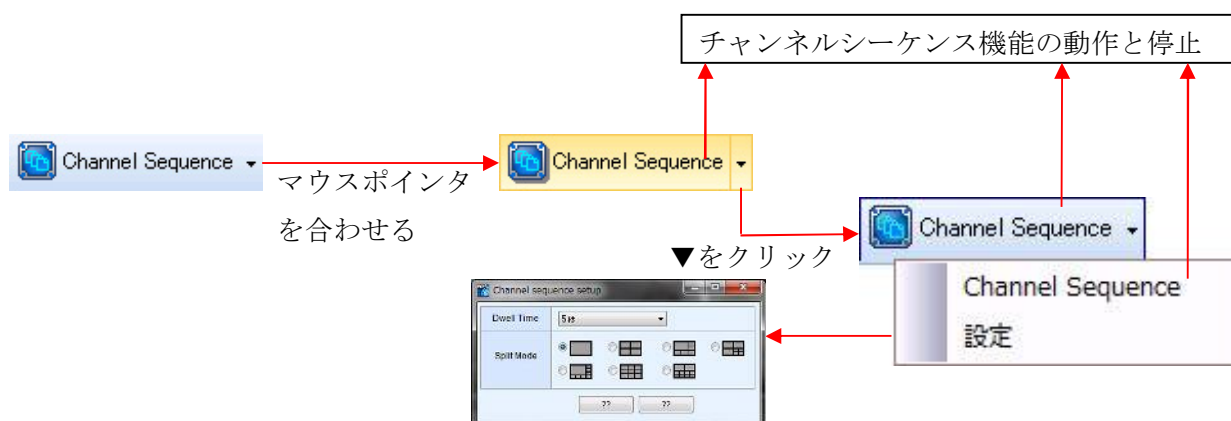 チャンネルシーケンス機能の動作と停止
Channel Sequence
Channel Sequence
マウスポインタ
を合わせる
Channel Sequence
▼をクリック
Channel Sequence
設定
Channel sequence setup
Dwell Time
Split Mode
??
??